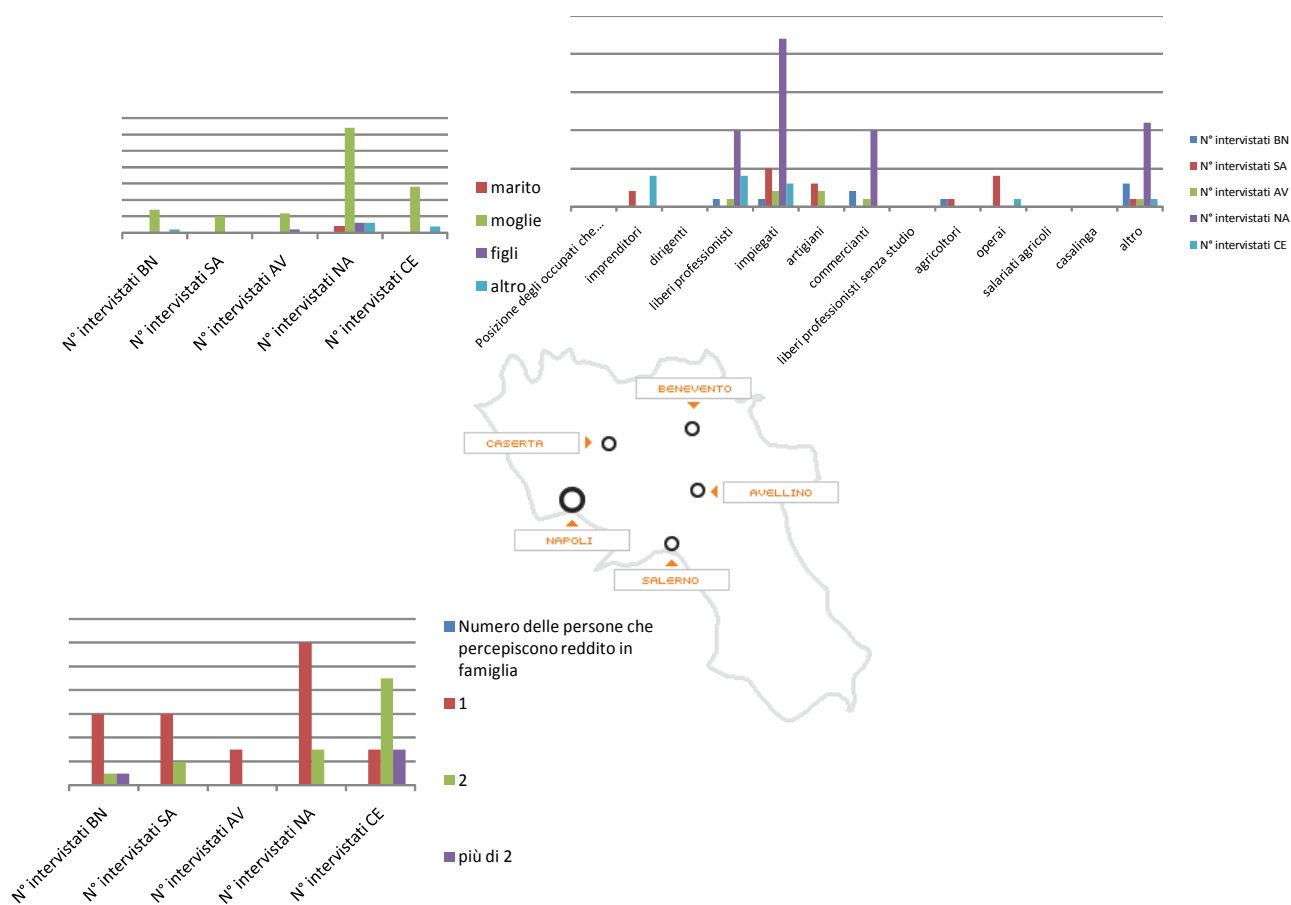 marito
moglie
figli
altro
N° intervistati BN
N° intervistati SA
N° intervistati AV
N° intervistati NA
N° intervistati CE
Posizione degli occupati che...
imprenditori
dirigenti
liberi professionisti
impiegati
artigiani
commercianti
liberi professionisti senza studio
agricoltori
operai
salariati agricoli
casalinga
altro
N° intervistati BN
N° intervistati SA
N° intervistati AV
N° intervistati NA
N° intervistati CE
BENEVENTO
CASERTA
AVELLINO
NAPOLI
SALERNO
Numero delle persone che
percepiscono reddito in
famiglia
1
2
più di 2
N° intervistati BN
N° intervistati SA
N° intervistati AV
N° intervistati NA
N° intervistati CE